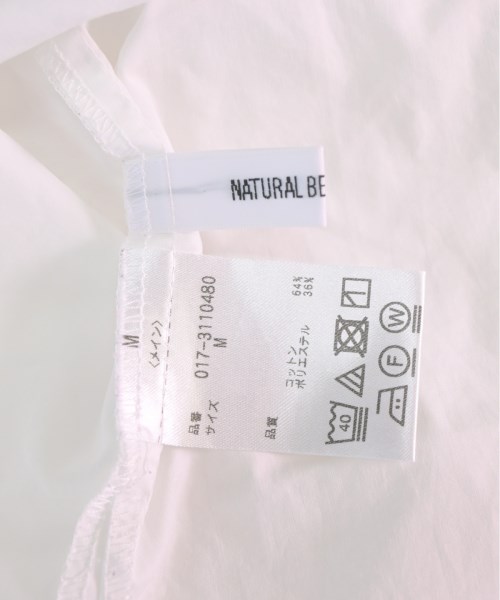 NATURAL BE
M
〈メイン〉
品番 017-3110480
サイズ M
品質 コットン 64%
ポリエステル 36%
40
F
W